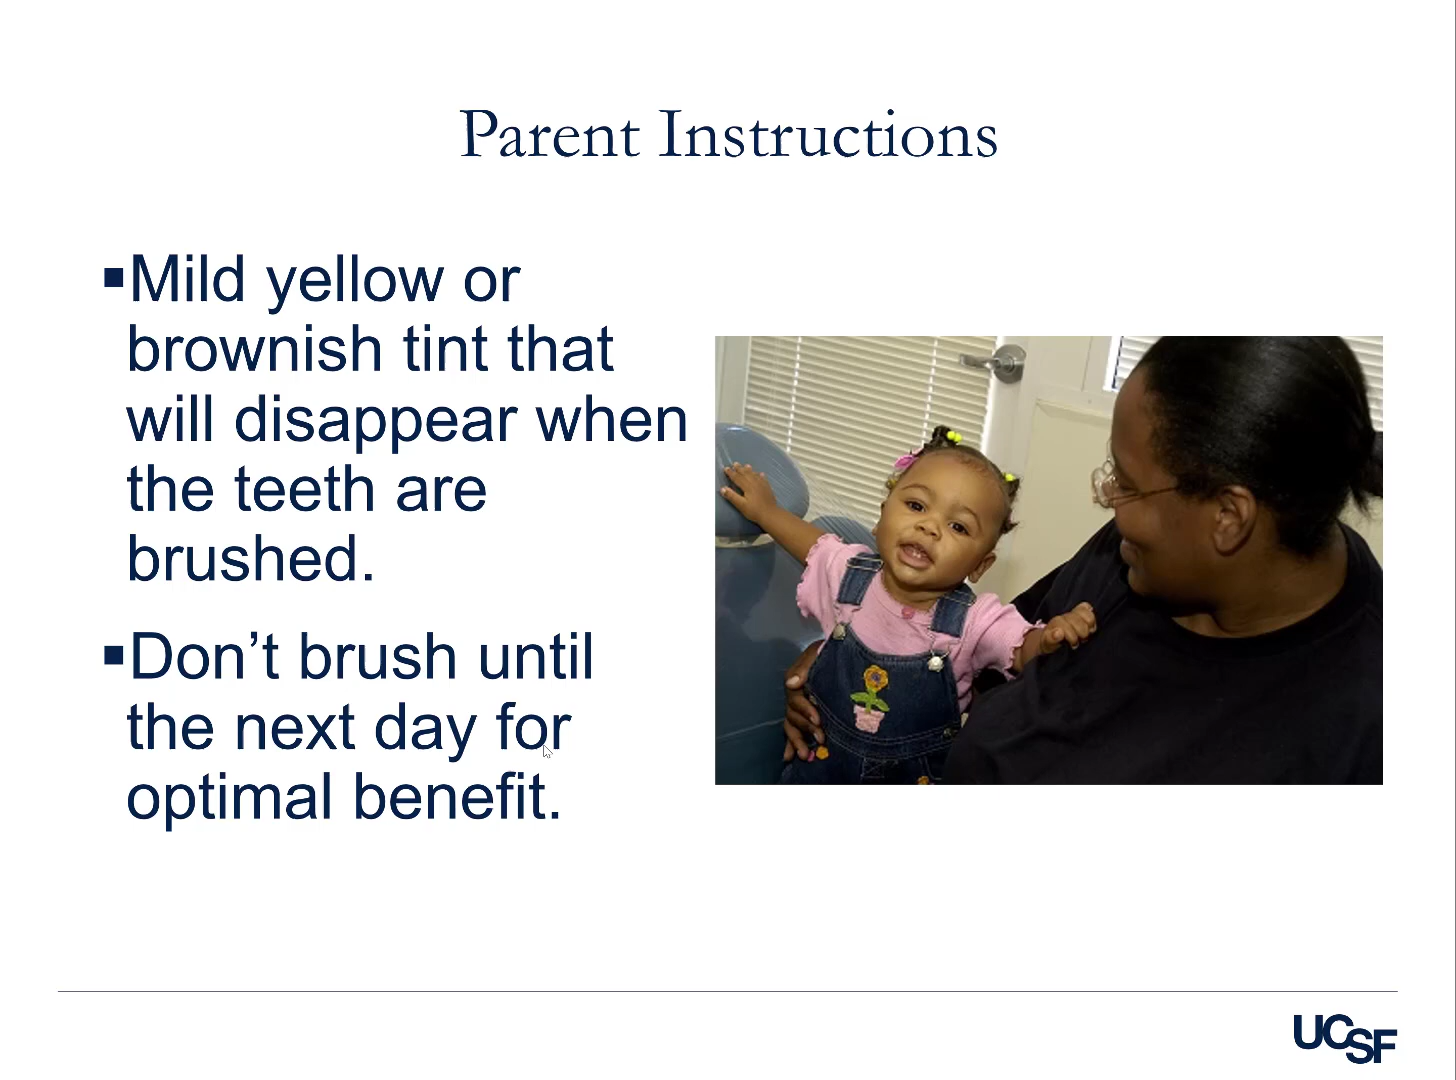 Parent Instructions
▪Mild yellow or
brownish tint that
will disappear when
the teeth are
brushed.
▪Don’t brush until
the next day for
optimal benefit.
UCSF